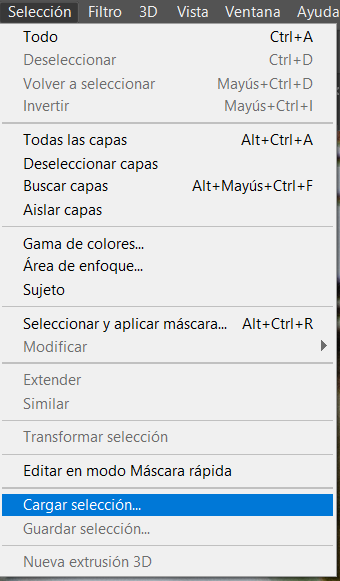 Selección Filtro 3D Vista Ventana Ayuda
Todo Ctrl+A
Deseleccionar Ctrl+D
Volver a seleccionar Mayús+Ctrl+D
Invertir Mayús+Ctrl+I
Todas las capas Alt+Ctrl+A
Deseleccionar capas
Buscar capas Alt+Mayús+Ctrl+F
Aislar capas
Gama de colores...
Área de enfoque...
Sujeto
Seleccionar y aplicar máscara... Alt+Ctrl+R
Modificar
Extender
Similar
Transformar selección
Editar en modo Máscara rápida
Cargar selección...
Guardar selección...
Nueva extrusión 3D